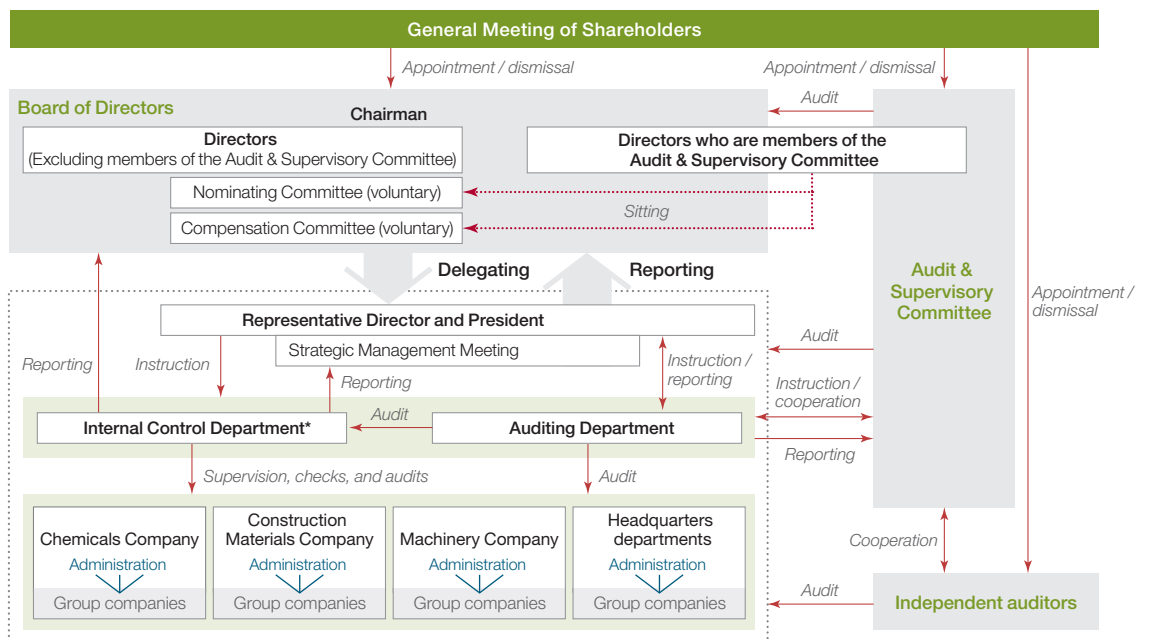 General Meeting of Shareholders
Appointment / dismissal
Appointment / dismissal
Board of Directors
Chairman
Audit
Directors
(Excluding members of the Audit & Supervisory Committee)
Directors who are members of the
Audit & Supervisory Committee
Nominating Committee (voluntary)
Compensation Committee (voluntary)
Sitting
Delegating
Reporting
Audit &
Supervisory
Committee
Appointment /
dismissal
Representative Director and President
Strategic Management Meeting
Audit
Reporting
Instruction
Reporting
Instruction /
reporting
Instruction /
cooperation
Internal Control Department*
Audit
Auditing Department
Reporting
Supervision, checks, and audits
Audit
Chemicals Company
Administration
Group companies
Construction
Materials Company
Administration
Group companies
Machinery Company
Administration
Group companies
Headquarters
departments
Administration
Group companies
Cooperation
Audit
Independent auditors